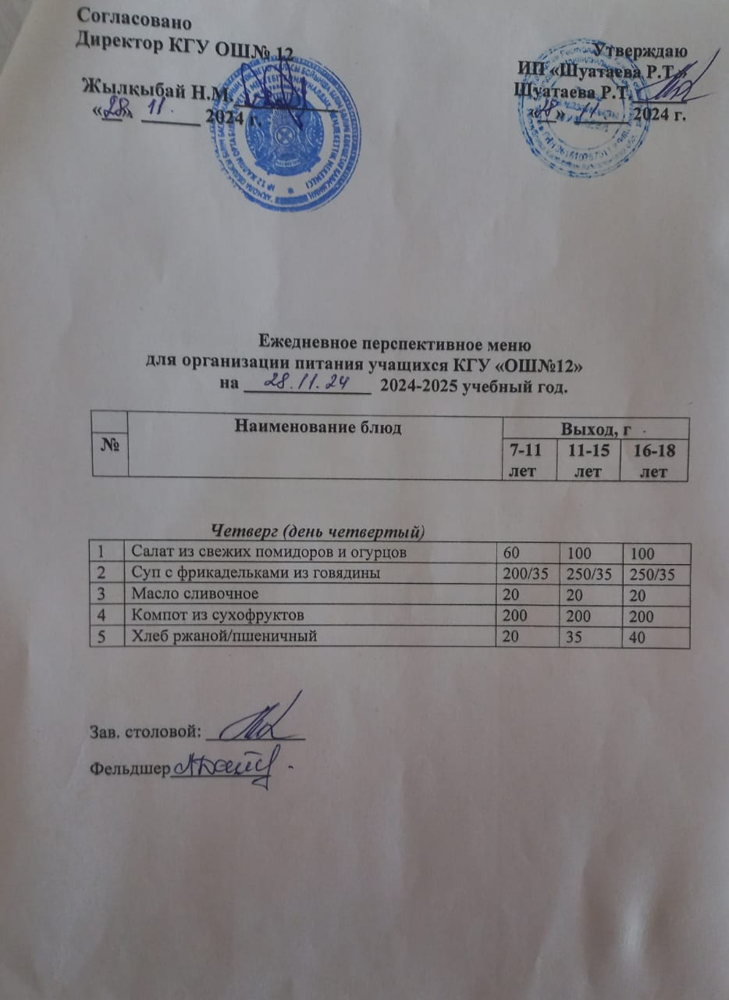 Согласовано
Директор КГУ ОШ№ 12
Жылқыбай Н.М.
«28» 11. 2024 г.
Утверждаю
ИП «Шуатаева Р.Т.»
Шуатаева Р.Т.
«28» 11 2024 г.
Ежедневное перспективное меню
для организации питания учащихся КГУ «ОШ№12»
на 28.11.24 2024-2025 учебный год.
№ Наименование блюд Выход, г
7-11 лет 11-15 лет 16-18 лет
Четверг (день четвертый)
1 Салат из свежих помидоров и огурцов 60 100 100
2 Суп с фрикадельками из говядины 200/35 250/35 250/35
3 Масло сливочное 20 20 20
4 Компот из сухофруктов 200 200 200
5 Хлеб ржаной/пшеничный 20 35 40
Зав. столовой:
Фельдшер